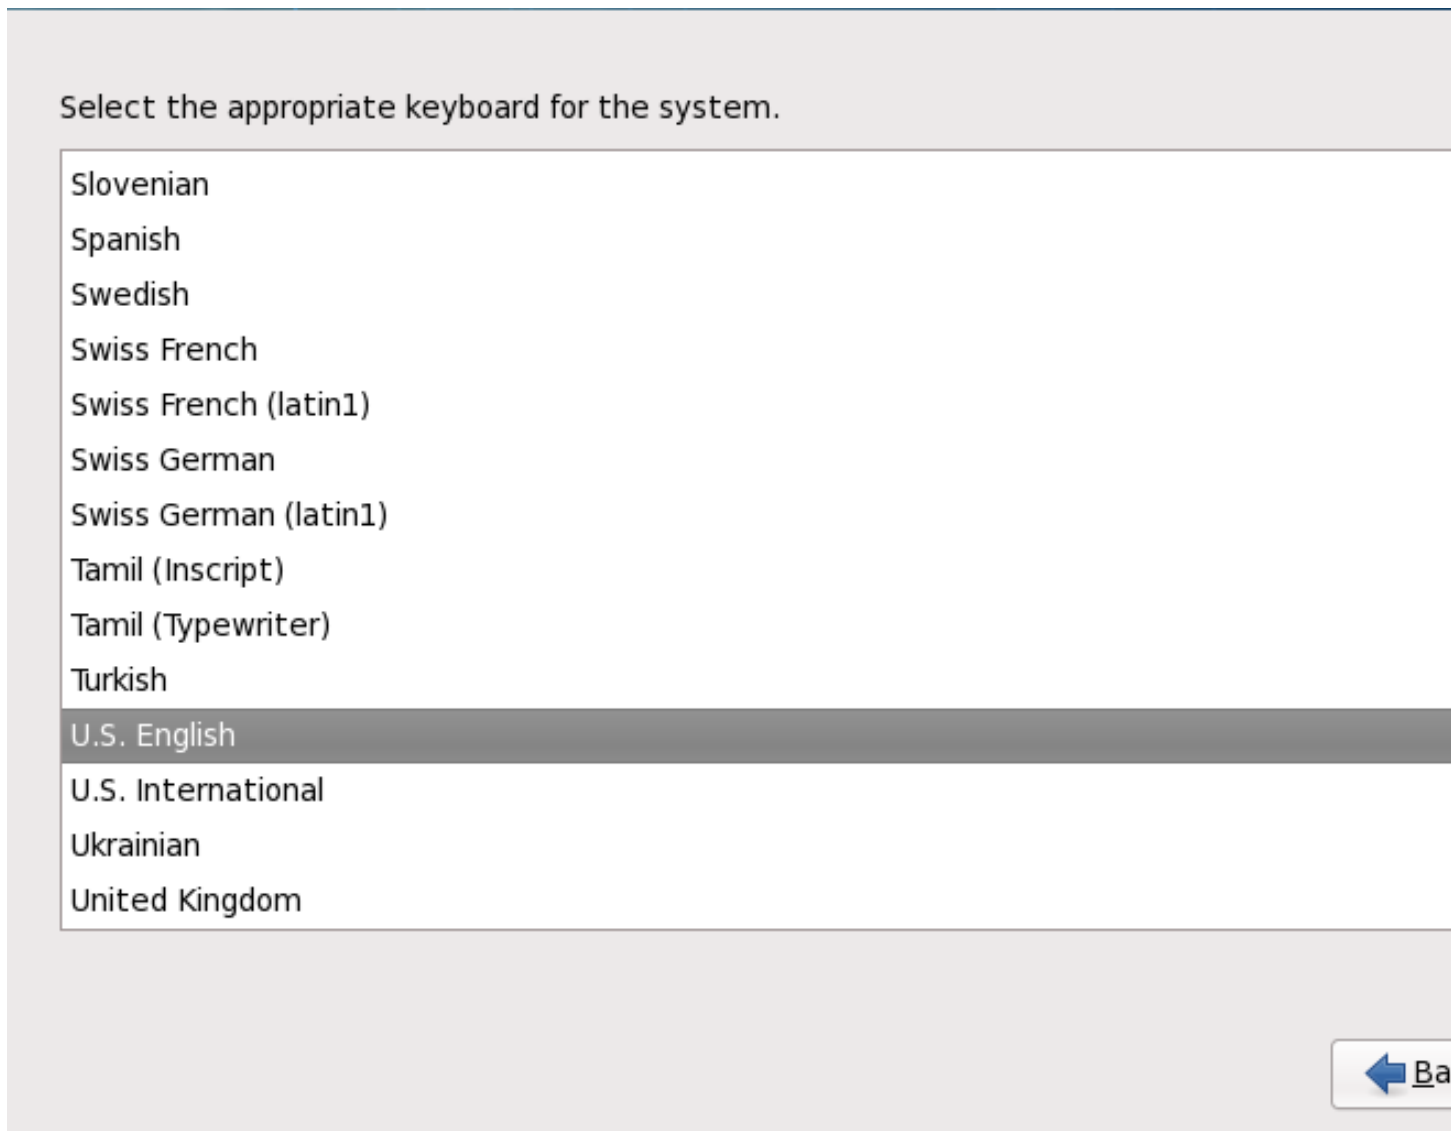 Select the appropriate keyboard for the system.
Slovenian
Spanish
Swedish
Swiss French
Swiss French (latin1)
Swiss German
Swiss German (latin1)
Tamil (Inscript)
Tamil (Typewriter)
Turkish
U.S. English
U.S. International
Ukrainian
United Kingdom
Ba